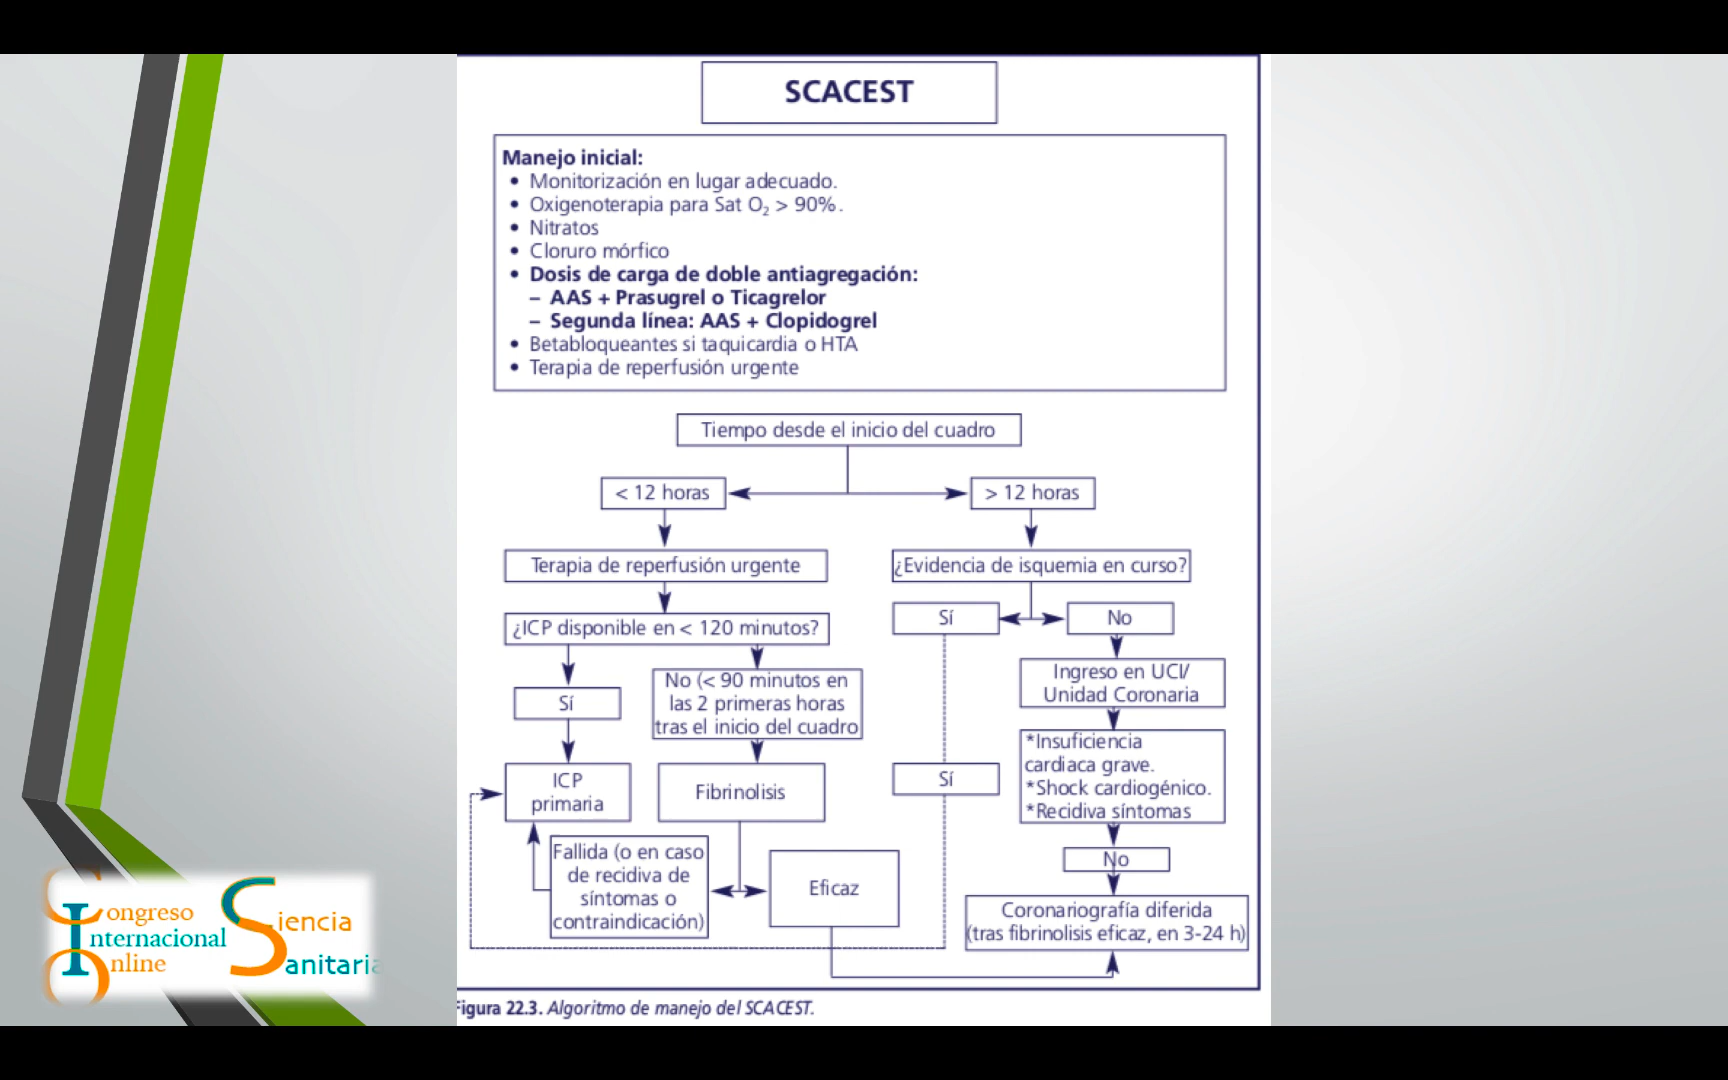 SCACEST
Manejo inicial:
• Monitorización en lugar adecuado.
• Oxigenoterapia para Sat O₂ > 90%.
• Nitratos
• Cloruro mórfico
• Dosis de carga de doble antiagregación:
– AAS + Prasugrel o Ticagrelor
– Segunda línea: AAS + Clopidogrel
• Betabloqueantes si taquicardia o HTA
• Terapia de reperfusión urgente
Tiempo desde el inicio del cuadro
< 12 horas
> 12 horas
Terapia de reperfusión urgente
¿Evidencia de isquemia en curso?
¿ICP disponible en < 120 minutos?
Sí
No
Sí
No (< 90 minutos en
las 2 primeras horas
tras el inicio del cuadro
Ingreso en UCI/
Unidad Coronaria
*Insuficiencia
cardiaca grave.
*Shock cardiogénico.
*Recidiva síntomas
ICP
primaria
Fibrinolisis
Sí
Fallida (o en caso
de recidiva de
síntomas o
contraindicación)
Eficaz
No
Coronariografía diferida
(tras fibrinolisis eficaz, en 3-24 h)
Figura 22.3. Algoritmo de manejo del SCACEST.
Congreso
Internacional
Online
Siencia
Sanitaria